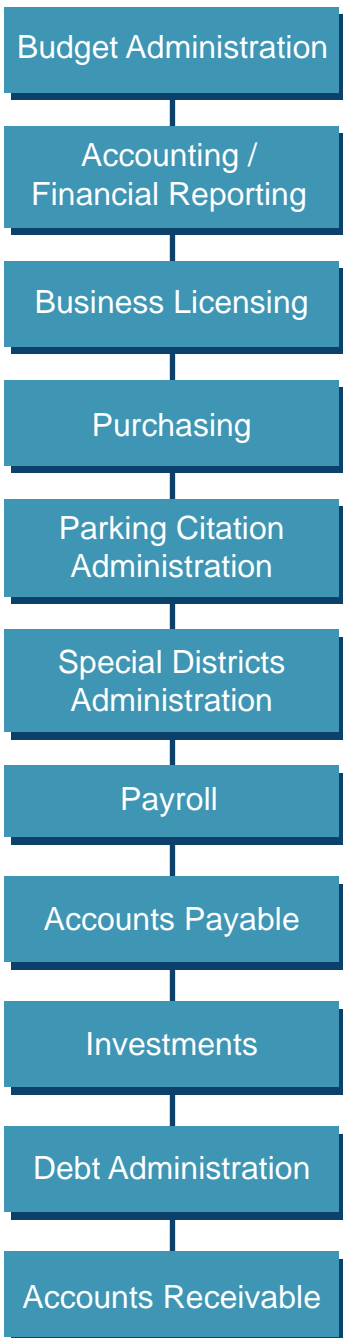 Budget Administration
Accounting /
Financial Reporting
Business Licensing
Purchasing
Parking Citation
Administration
Special Districts
Administration
Payroll
Accounts Payable
Investments
Debt Administration
Accounts Receivable